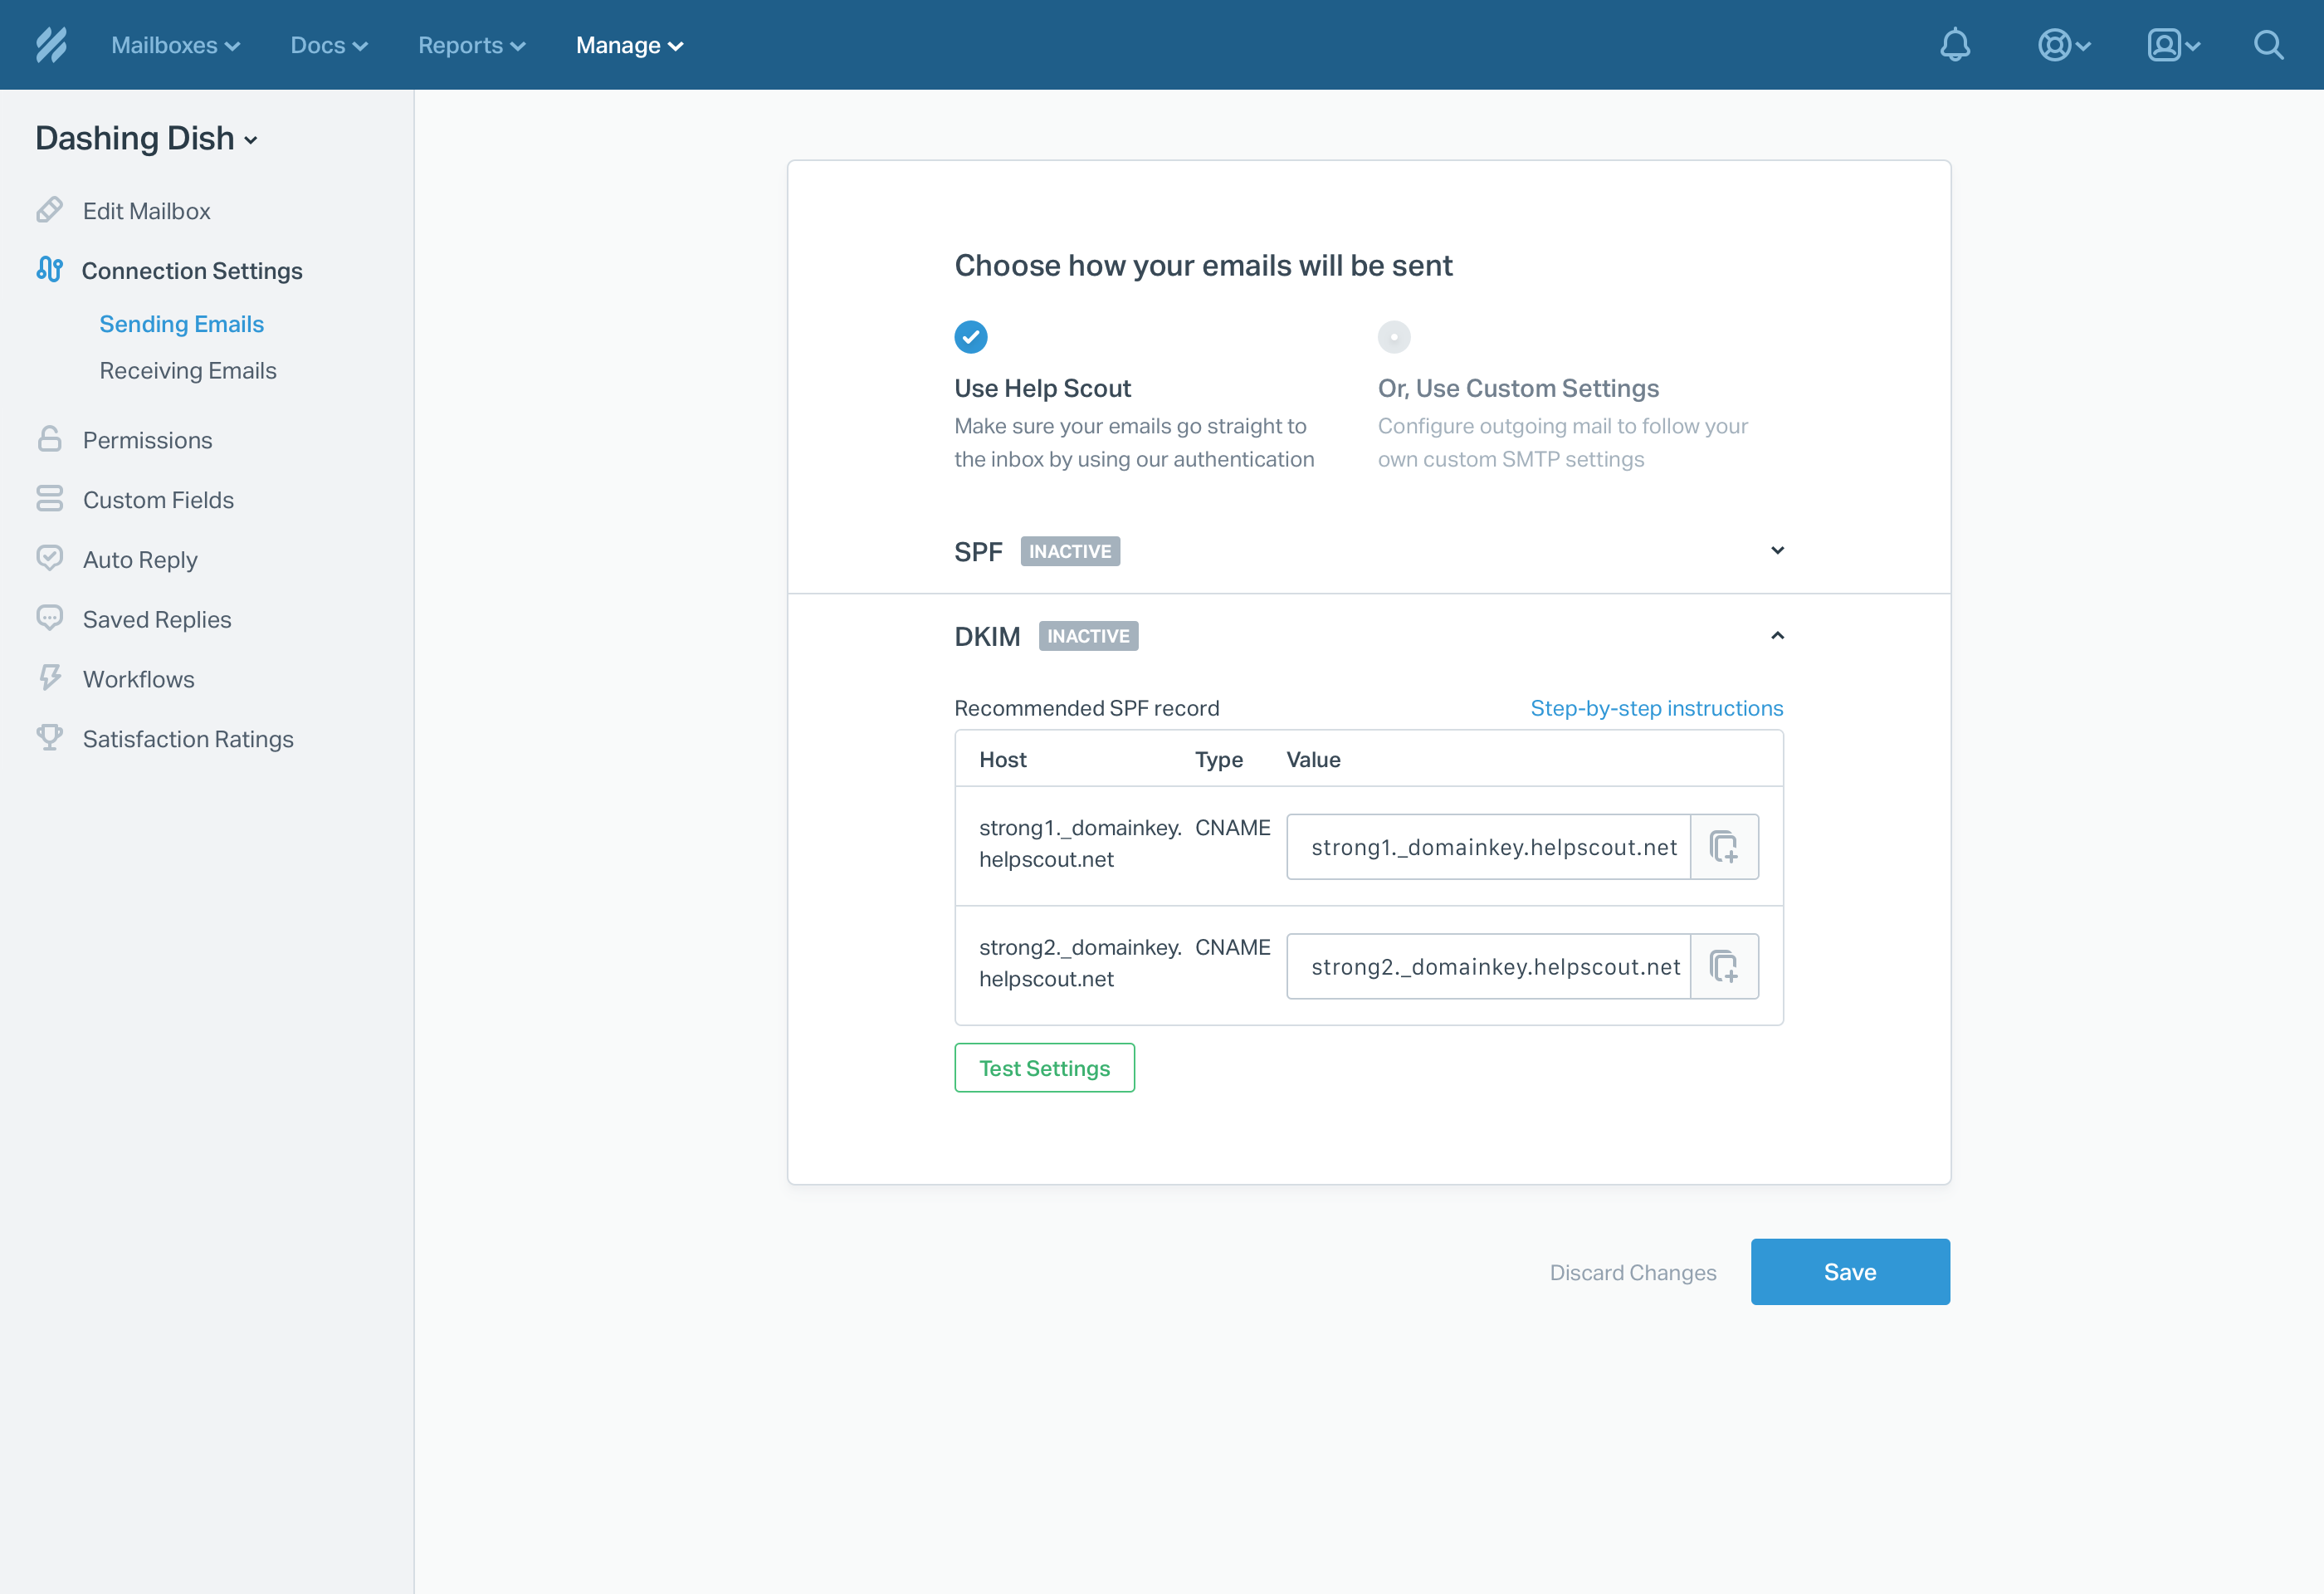 Mailboxes Docs Reports Manage
Dashing Dish
Edit Mailbox
Connection Settings
Sending Emails
Receiving Emails
Permissions
Custom Fields
Auto Reply
Saved Replies
Workflows
Satisfaction Ratings
Choose how your emails will be sent
Use Help Scout
Make sure your emails go straight to
the inbox by using our authentication
Or, Use Custom Settings
Configure outgoing mail to follow your
own custom SMTP settings
SPF INACTIVE
DKIM INACTIVE
Recommended SPF record Step-by-step instructions
Host Type Value
strong1._domainkey. CNAME strong1._domainkey.helpscout.net
helpscout.net
strong2._domainkey. CNAME strong2._domainkey.helpscout.net
helpscout.net
Test Settings
Discard Changes Save